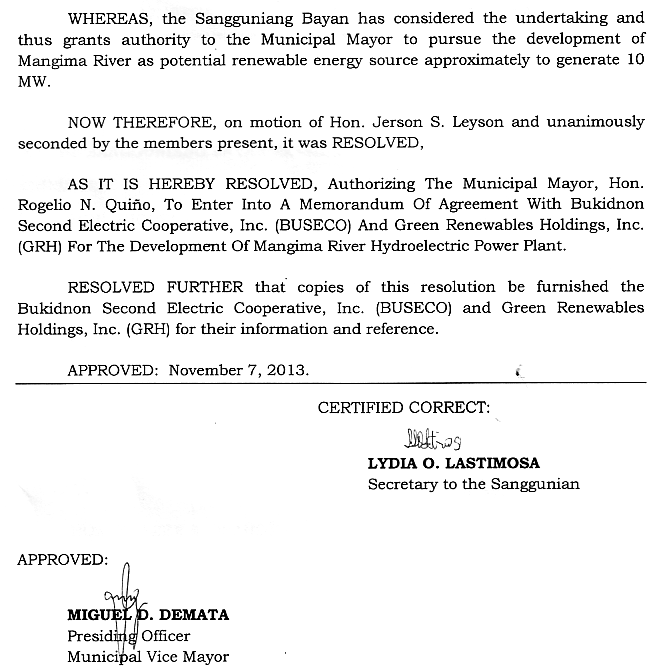 WHEREAS, the Sangguniang Bayan has considered the undertaking and
thus grants authority to the Municipal Mayor to pursue the development of
Mangima River as potential renewable energy source approximately to generate 10
MW.
NOW THEREFORE, on motion of Hon. Jerson S. Leyson and unanimously
seconded by the members present, it was RESOLVED,
AS IT IS HEREBY RESOLVED, Authorizing The Municipal Mayor, Hon.
Rogelio N. Quiño, To Enter Into A Memorandum Of Agreement With Bukidnon
Second Electric Cooperative, Inc. (BUSECO) And Green Renewables Holdings, Inc.
(GRH) For The Development Of Mangima River Hydroelectric Power Plant.
RESOLVED FURTHER that copies of this resolution be furnished the
Bukidnon Second Electric Cooperative, Inc. (BUSECO) and Green Renewables
Holdings, Inc. (GRH) for their information and reference.
APPROVED: November 7, 2013.
CERTIFIED CORRECT:
LYDIA O. LASTIMOSA
Secretary to the Sanggunian
APPROVED:
MIGUEL D. DEMATA
Presiding Officer
Municipal Vice Mayor